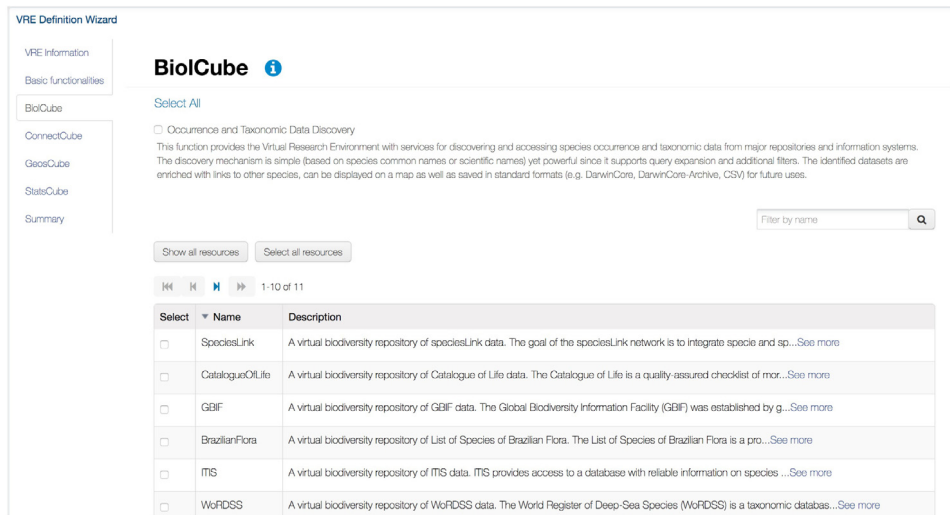 VRE Definition Wizard
VRE Information
Basic functionalities
BiolCube
ConnectCube
GeosCube
StatsCube
Summary
BiolCube
Select All
Occurrence and Taxonomic Data Discovery
This function provides the Virtual Research Environment with services for discovering and accessing species occurrence and taxonomic data from major repositories and information systems.
The discovery mechanism is simple (based on species common names or scientific names) yet powerful since it supports query expansion and additional filters. The identified datasets are
enriched with links to other species, can be displayed on a map as well as saved in standard formats (e.g. DarwinCore, DarwinCore-Archive, CSV) for future uses.
Filter by name
Show all resources Select all resources
1-10 of 11
Select Name Description
SpeciesLink A virtual biodiversity repository of speciesLink data. The goal of the speciesLink network is to integrate specie and sp...See more
CatalogueOfLife A virtual biodiversity repository of Catalogue of Life data. The Catalogue of Life is a quality-assured checklist of mor...See more
GBIF A virtual biodiversity repository of GBIF data. The Global Biodiversity Information Facility (GBIF) was established by g...See more
BrazilianFlora A virtual biodiversity repository of List of Species of Brazilian Flora. The List of Species of Brazilian Flora is a pro...See more
ITIS A virtual biodiversity repository of ITIS data. ITIS provides access to a database with reliable information on species ...See more
WoRDSS A virtual biodiversity repository of WoRDSS data. The World Register of Deep-Sea Species (WoRDSS) is a taxonomic databas...See more